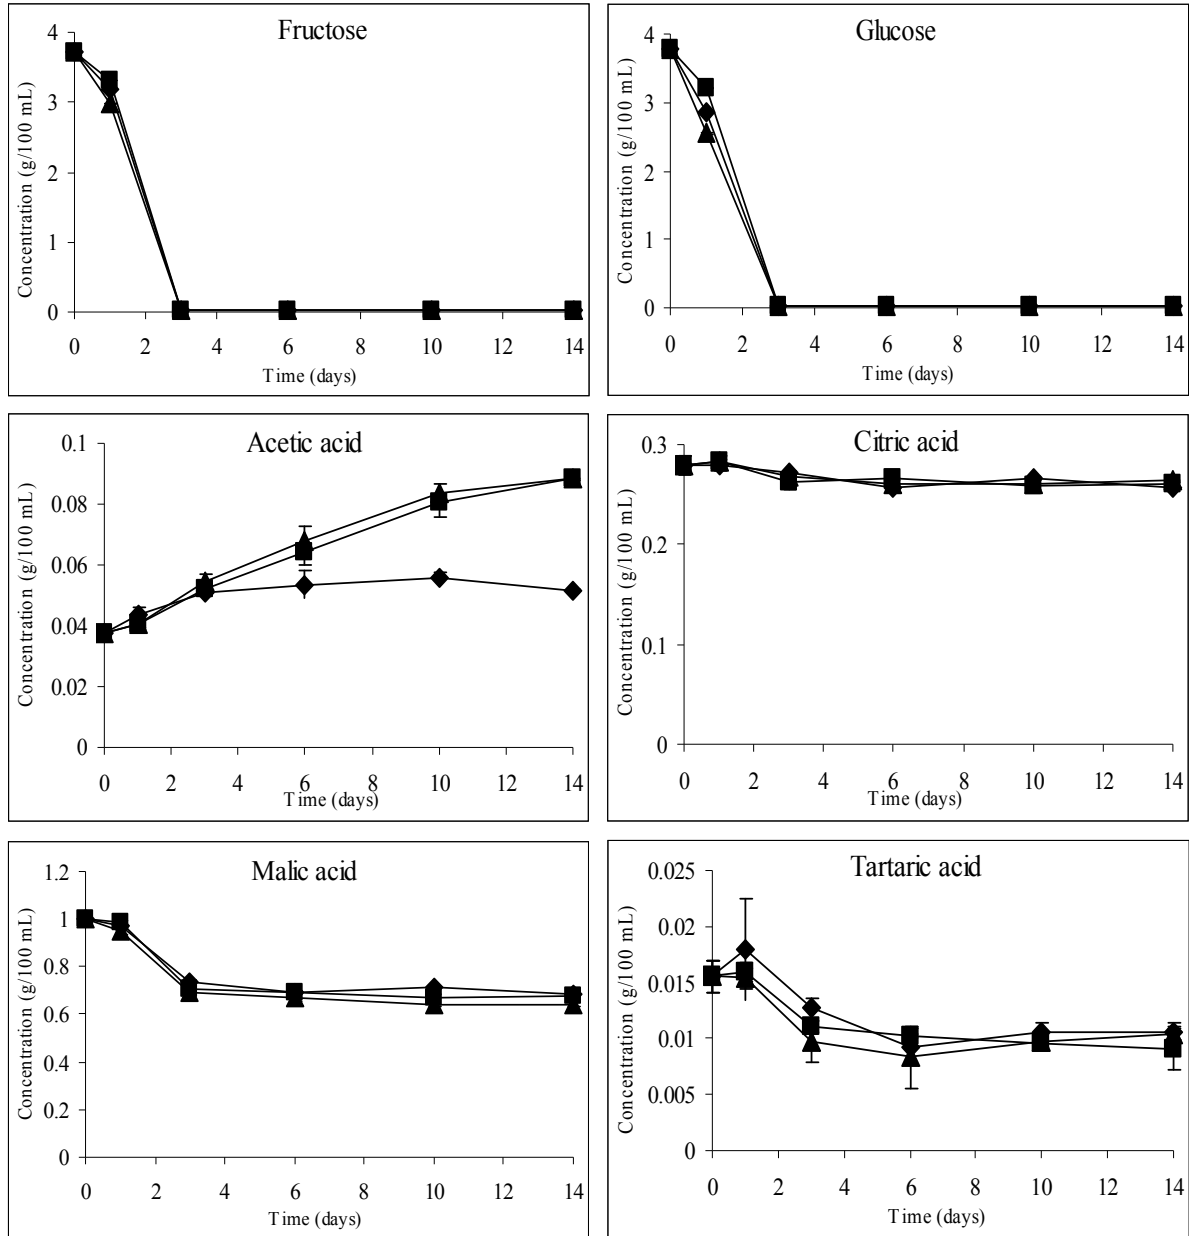 Fructose
Concentration (g/100 mL)
4
3
2
1
0
0 2 4 6 8 10 12 14
Time (days)
Glucose
Concentration (g/100 mL)
4
3
2
1
0
0 2 4 6 8 10 12 14
Time (days)
Acetic acid
Concentration (g/100 mL)
0.1
0.08
0.06
0.04
0.02
0
0 2 4 6 8 10 12 14
Time (days)
Citric acid
Concentration (g/100 mL)
0.3
0.2
0.1
0
0 2 4 6 8 10 12 14
Time (days)
Malic acid
Concentration (g/100 mL)
1.2
1
0.8
0.6
0.4
0.2
0
0 2 4 6 8 10 12 14
Time (days)
Tartaric acid
Concentration (g/100 mL)
0.025
0.02
0.015
0.01
0.005
0
0 2 4 6 8 10 12 14
Time (days)